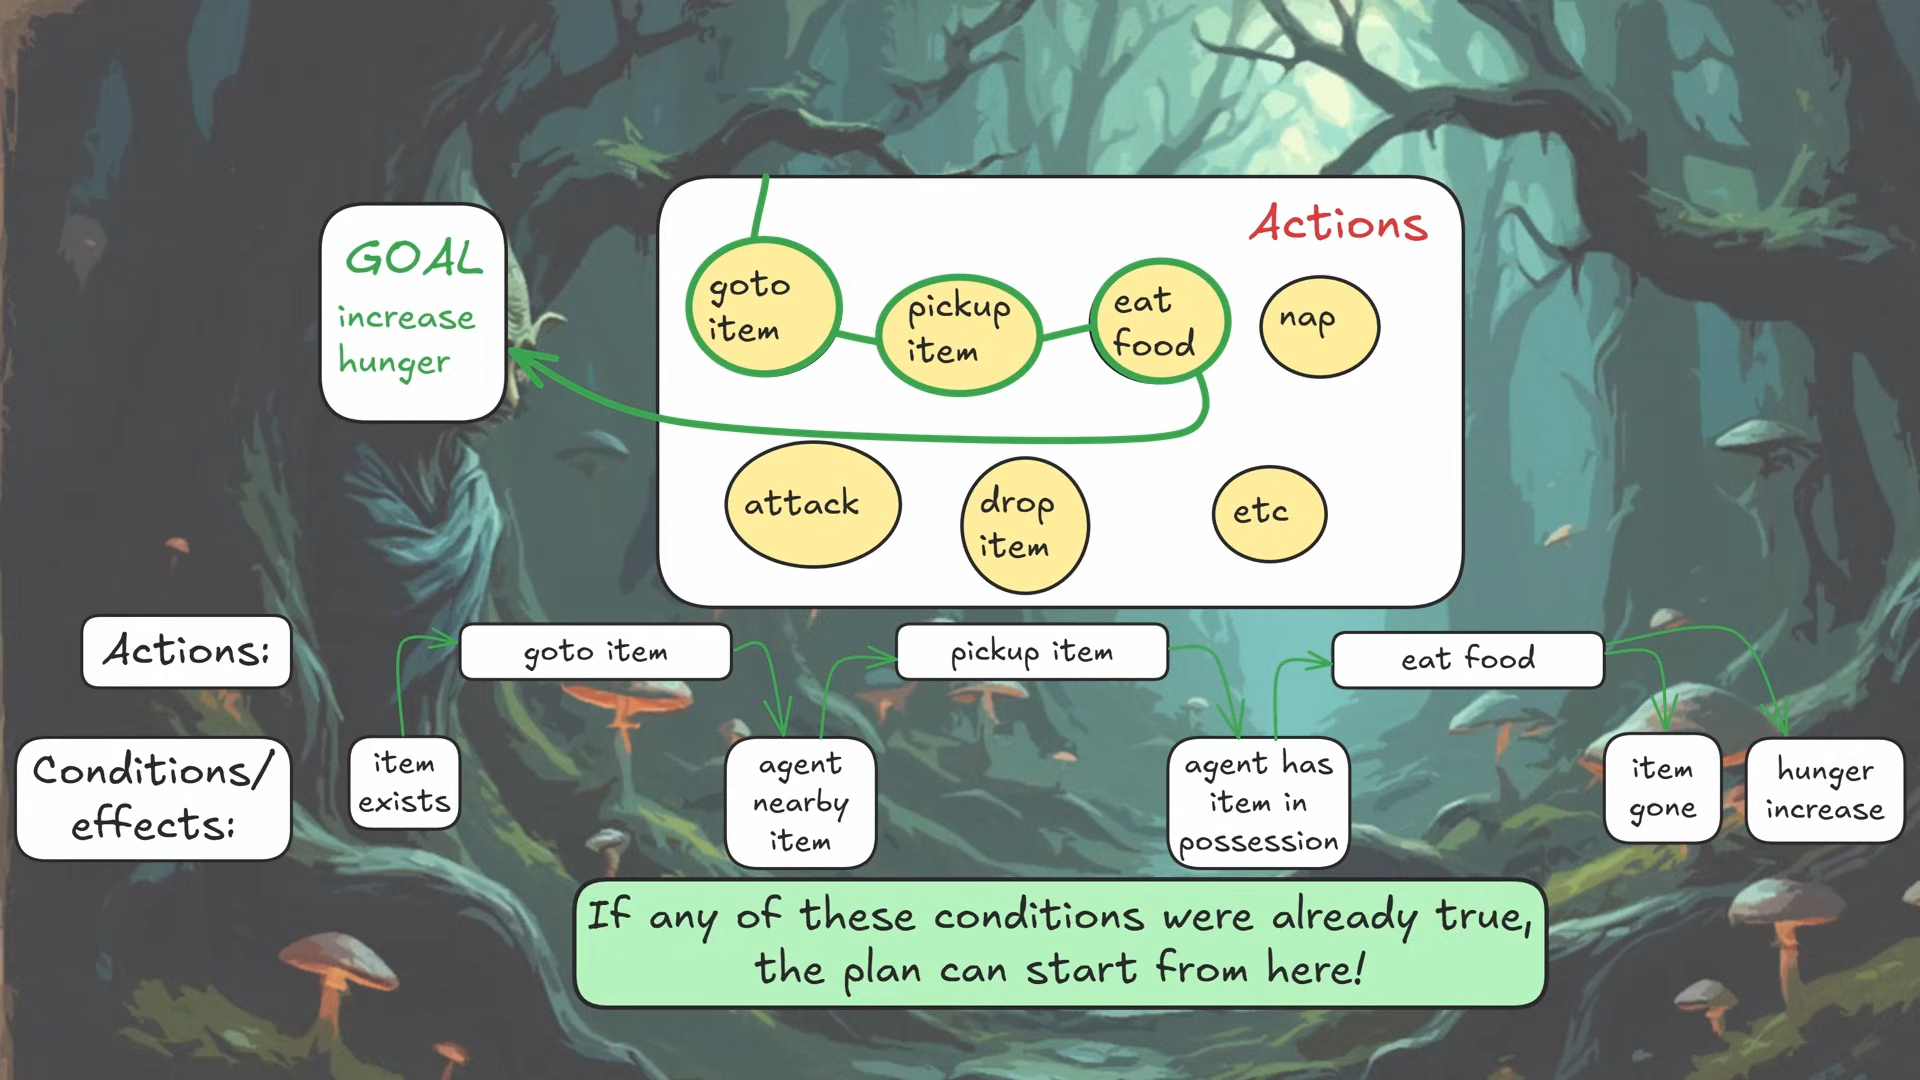 GOAL
increase
hunger
Actions
goto
item
pickup
item
eat
food
nap
attack
drop
item
etc
Actions:
goto item
pickup item
eat food
Conditions/
effects:
item
exists
agent
nearby
item
agent has
item in
possession
item
gone
hunger
increase
If any of these conditions were already true,
the plan can start from here!